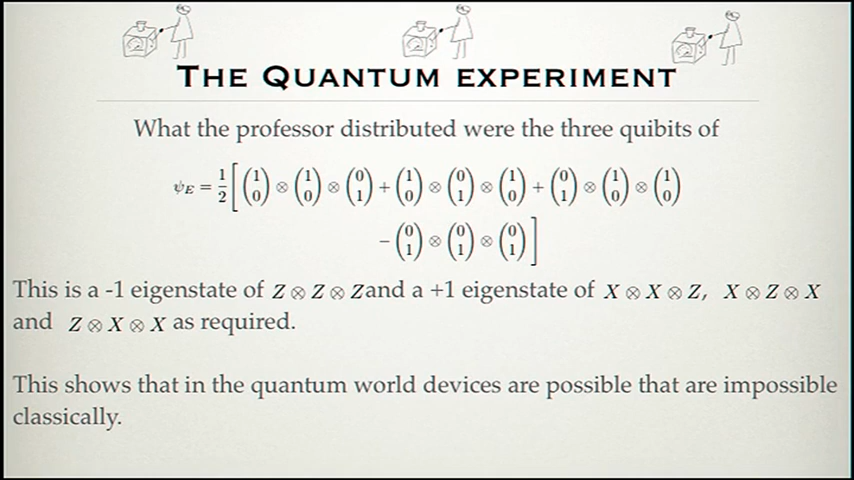 THE QUANTUM EXPERIMENT
What the professor distributed were the three quibits of
ψ_E = 1/2 [ (1 0) ⊗ (1 0) ⊗ (0 1) + (1 0) ⊗ (0 1) ⊗ (1 0) + (0 1) ⊗ (1 0) ⊗ (1 0)
− (0 1) ⊗ (0 1) ⊗ (0 1) ]
This is a -1 eigenstate of Z ⊗ Z ⊗ Z and a +1 eigenstate of X ⊗ X ⊗ Z, X ⊗ Z ⊗ X
and Z ⊗ X ⊗ X as required.
This shows that in the quantum world devices are possible that are impossible
classically.